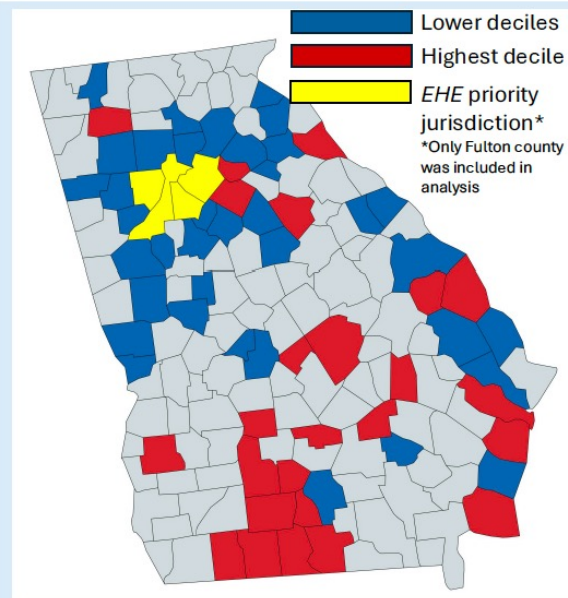 Lower deciles
Highest decile
EHE priority
jurisdiction*
*Only Fulton county
was included in
analysis